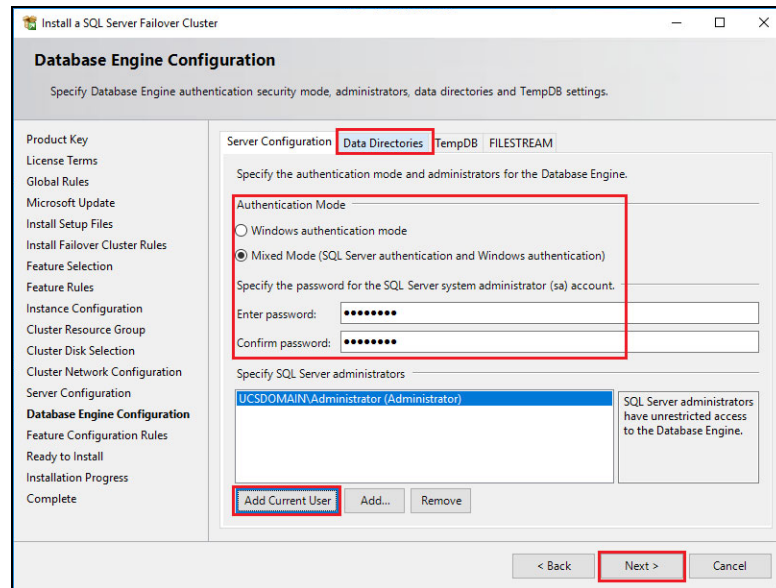 Install a SQL Server Failover Cluster
Database Engine Configuration
Specify Database Engine authentication security mode, administrators, data directories and TempDB settings.
Product Key
License Terms
Global Rules
Microsoft Update
Install Setup Files
Install Failover Cluster Rules
Feature Selection
Feature Rules
Instance Configuration
Cluster Resource Group
Cluster Disk Selection
Cluster Network Configuration
Server Configuration
Database Engine Configuration
Feature Configuration Rules
Ready to Install
Installation Progress
Complete
Server Configuration Data Directories TempDB FILESTREAM
Specify the authentication mode and administrators for the Database Engine.
Authentication Mode
Windows authentication mode
Mixed Mode (SQL Server authentication and Windows authentication)
Specify the password for the SQL Server system administrator (sa) account.
Enter password: ●●●●●●●●
Confirm password: ●●●●●●●●
Specify SQL Server administrators
UCSDOMAIN\Administrator (Administrator)
SQL Server administrators
have unrestricted access
to the Database Engine.
Add Current User Add... Remove
< Back Next > Cancel